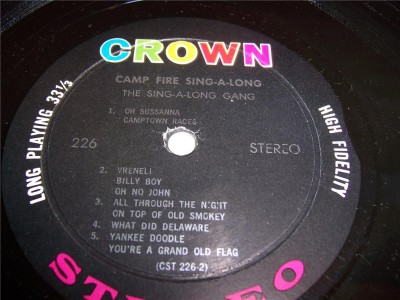 CROWN
CAMP FIRE SING-A-LONG
THE SING-A-LONG GANG
1. OH SUSSANNA
CAMPTOWN RACES
226
STEREO
2. VRENELI
BILLY BOY
OH NO JOHN
3. ALL THROUGH THE NIGHT
ON TOP OF OLD SMOKEY
4. WHAT DID DELAWARE
5. YANKEE DOODLE
YOU'RE A GRAND OLD FLAG
(CST 226-2)
LONG PLAYING 33 1/3
HIGH FIDELITY
STEREO